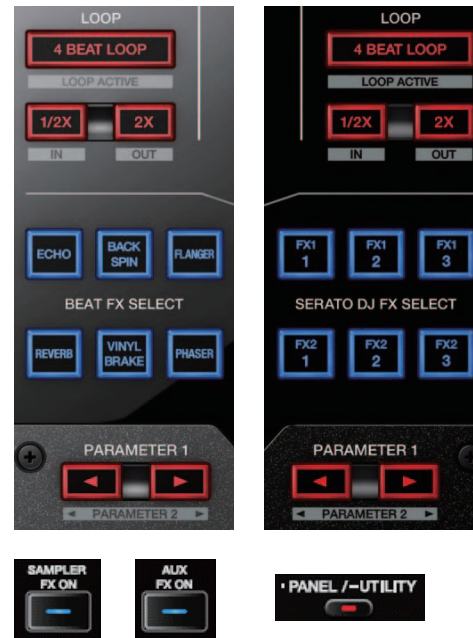 LOOP
4 BEAT LOOP
LOOP ACTIVE
1/2X 2X
IN OUT
ECHO
BACK
SPIN
FLANGER
BEAT FX SELECT
REVERB
VINYL
BRAKE
PHASER
PARAMETER 1
◄ ►
◄ PARAMETER 2 ►
LOOP
4 BEAT LOOP
LOOP ACTIVE
1/2X 2X
IN OUT
FX1
1
FX1
2
FX1
3
SERATO DJ FX SELECT
FX2
1
FX2
2
FX2
3
PARAMETER 1
◄ ►
◄ PARAMETER 2 ►
SAMPLER
FX ON
AUX
FX ON
• PANEL /−UTILITY